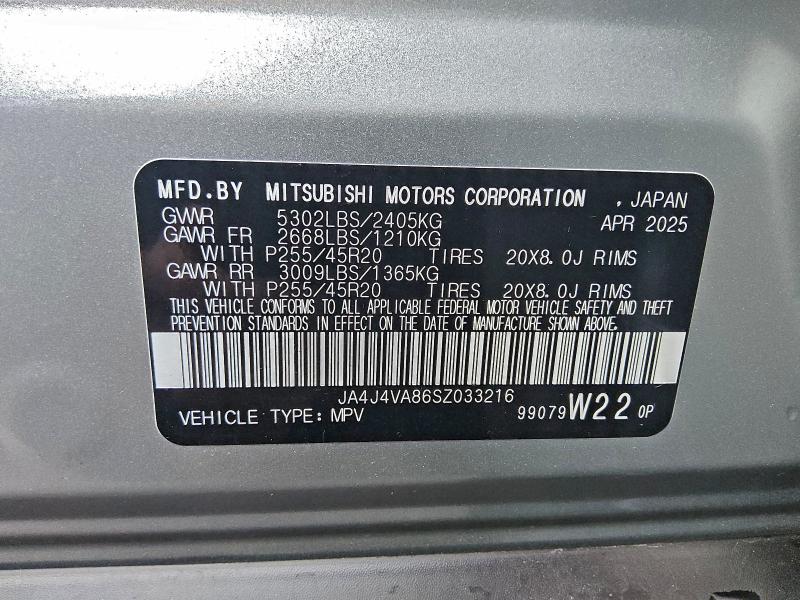 MFD.BY MITSUBISHI MOTORS CORPORATION , JAPAN
GWWR 5302LBS/2405KG APR 2025
GAWR FR 2668LBS/1210KG
WITH P255/45R20 TIRES 20X8.0J RIMS
GAWR RR 3009LBS/1365KG
WITH P255/45R20 TIRES 20X8.0J RIMS
THIS VEHICLE CONFORMS TO ALL APPLICABLE FEDERAL MOTOR VEHICLE SAFETY AND THEFT
PREVENTION STANDARDS IN EFFECT ON THE DATE OF MANUFACTURE SHOWN ABOVE.
JA4J4VA86SZ033216
VEHICLE TYPE: MPV 99079 W22 0P